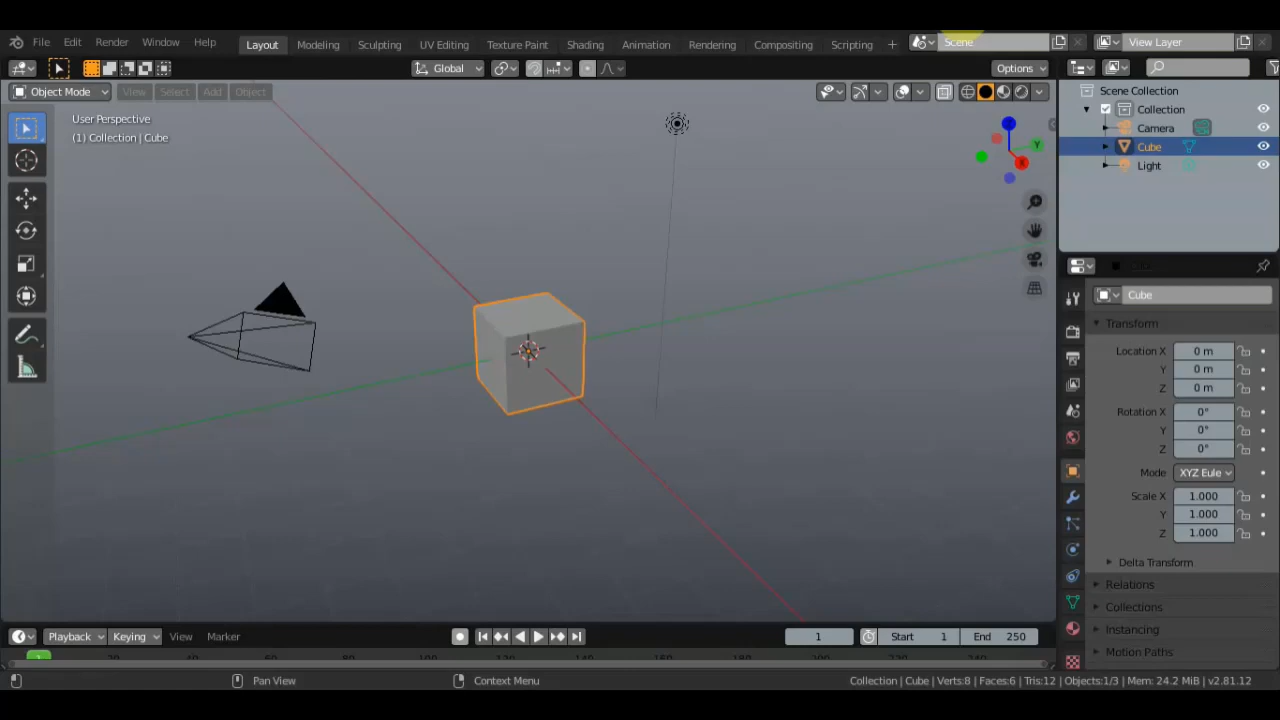 File Edit Render Window Help Layout Modeling Sculpting UV Editing Texture Paint Shading Animation Rendering Compositing Scripting + Scene View Layer
Global Options
Object Mode View Select Add Object
User Perspective
(1) Collection | Cube
Z
Y
X
Scene Collection
Collection
Camera
Cube
Light
Cube
Transform
Location X 0 m
Y 0 m
Z 0 m
Rotation X 0°
Y 0°
Z 0°
Mode XYZ Eule
Scale X 1.000
Y 1.000
Z 1.000
Delta Transform
Relations
Collections
Instancing
Motion Paths
Playback Keying View Marker 1 Start 1 End 250
Pan View Context Menu Collection | Cube | Verts:8 | Faces:6 | Tris:12 | Objects:1/3 | Mem: 24.2 MiB | v2.81.12